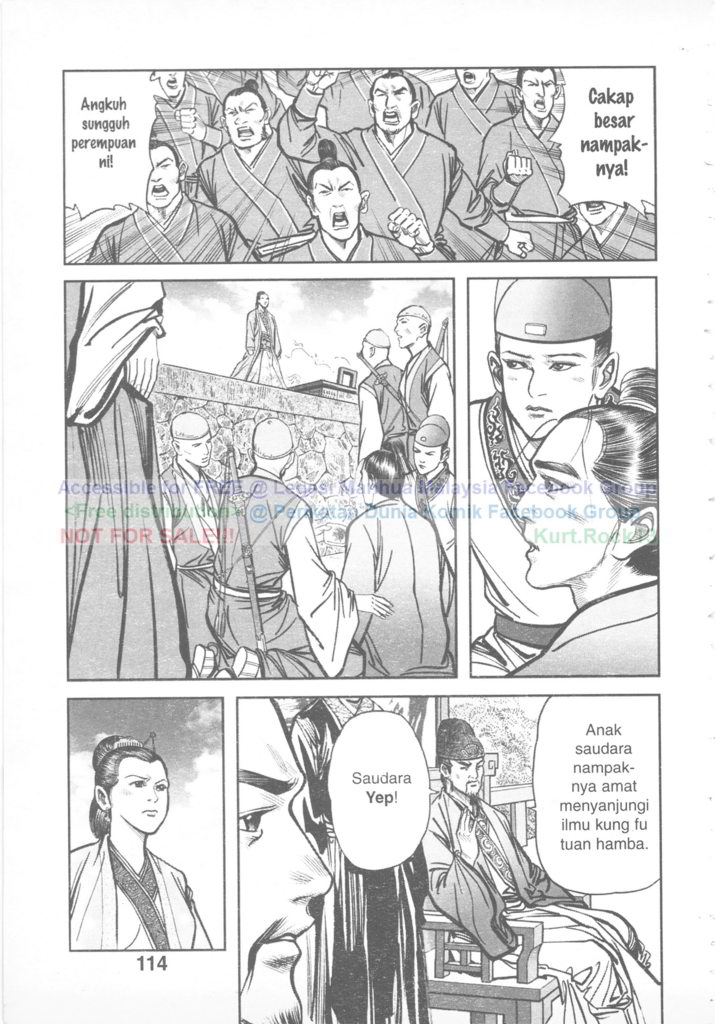 Angkuh
sungguh
perempuan
ni!
Cakap
besar
nampak-
nya!
Accessible for FREE @ Legasi Manhua Malaysia Facebook Group
<Free distribution> @ Penyatar Dunia Komik Facebook Group
NOT FOR SALE!!!
Kurt.Rock13
Saudara
Yep!
Anak
saudara
nampak-
nya amat
menyanjungi
ilmu kung fu
tuan hamba.
114